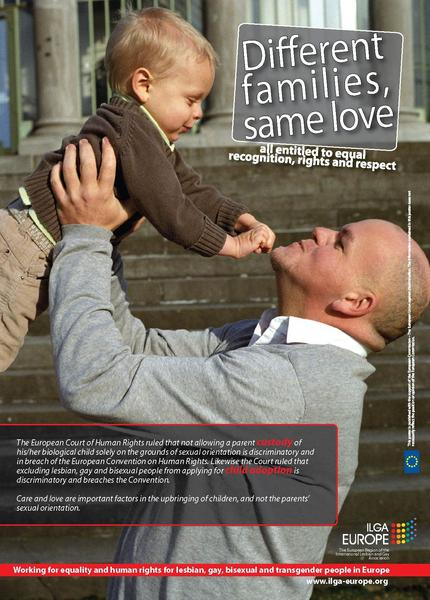 Different
families,
same love
all entitled to equal
recognition, rights and respect
The European Court of Human Rights ruled that not allowing a parent custody of
his/her biological child solely on the grounds of sexual orientation is discriminatory and
in breach of the European Convention on Human Rights. Likewise the Court ruled that
excluding lesbian, gay and bisexual people from applying for child adoption is
discriminatory and breaches the Convention.
Care and love are important factors in the upbringing of children, and not the parents'
sexual orientation.
ILGA
EUROPE
The European Region of the
International Lesbian and Gay
Association
Working for equality and human rights for lesbian, gay, bisexual and transgender people in Europe
www.ilga-europe.org